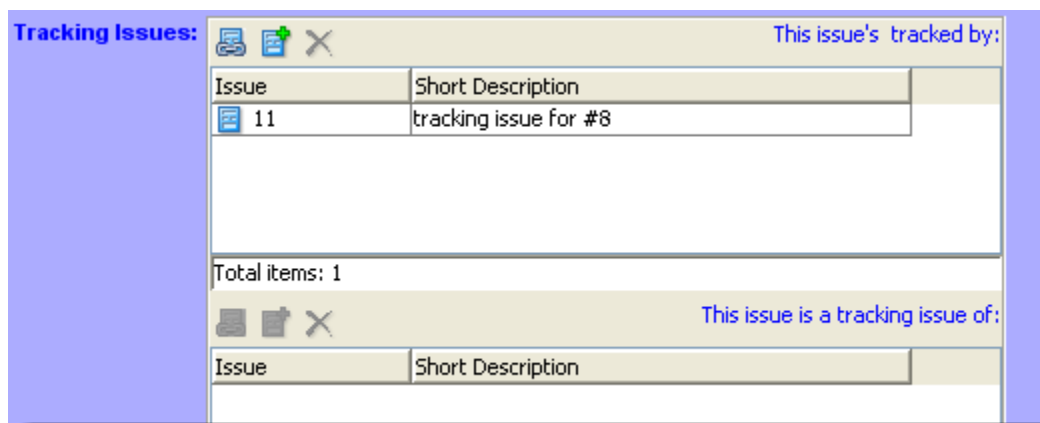 Tracking Issues:
This issue's tracked by:
Issue Short Description
11 tracking issue for #8
Total items: 1
This issue is a tracking issue of:
Issue Short Description